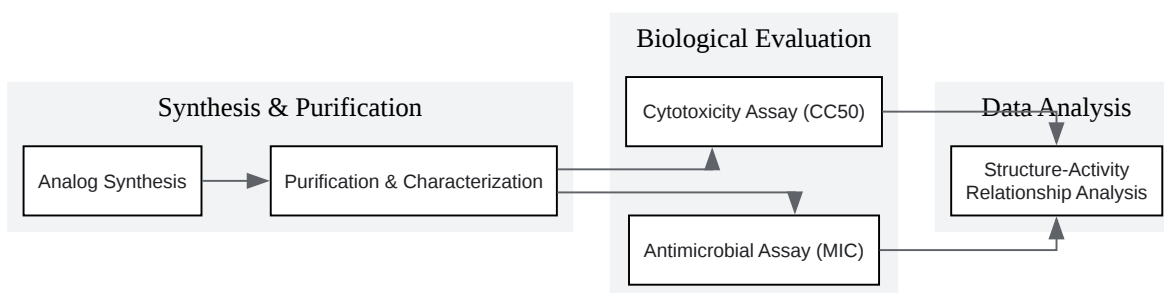 Synthesis & Purification
Analog Synthesis
Purification & Characterization
Biological Evaluation
Cytotoxicity Assay (CC50)
Antimicrobial Assay (MIC)
Data Analysis
Structure-Activity
Relationship Analysis